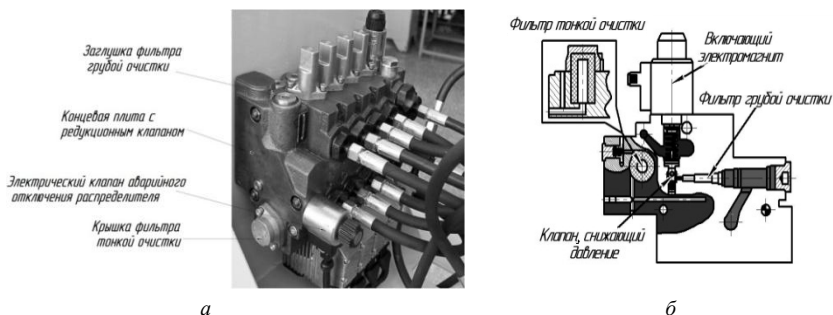 Заглушка фильтра
грубой очистки
Концевая плита с
редукционным клапаном
Электрический клапан аварийного
отключения распределителя
Крышка фильтра
тонкой очистки
а
Фильтр тонкой очистки
Включающий
электромагнит
Фильтр грубой очистки
Клапан, снижающий
давление
б